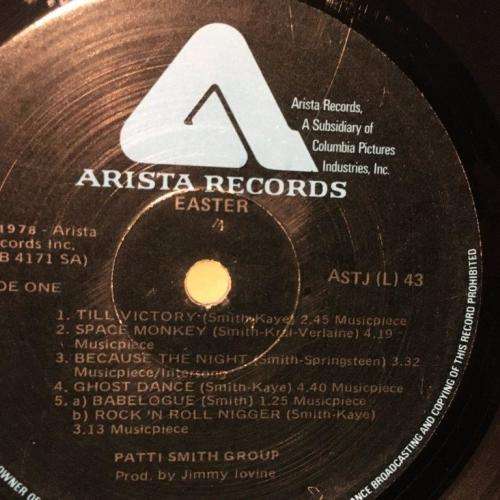 Arista Records,
A Subsidiary of
Columbia Pictures
Industries, Inc.
ARISTA RECORDS
EASTER
1978 - Arista
cords Inc,
B 4171 SA)
DE ONE
ASTJ (L) 43
1. TILL VICTORY (Smith-Kaye) 2.45 Musicpiece
2. SPACE MONKEY (Smith-Kral-Verlaine) 4.19
Musicpiece
3. BECAUSE THE NIGHT (Smith-Springsteen) 3.32
Musicpiece/Intersong
4. GHOST DANCE (Smith-Kaye) 4.40 Musicpiece
5. a) BABELOGUE (Smith) 1.25 Musicpiece
b) ROCK 'N ROLL NIGGER (Smith-Kaye)
3.13 Musicpiece
PATTI SMITH GROUP
Prod. by Jimmy Iovine
OWNER OF
ANCE BROADCASTING AND COPYING OF THIS RECORD PROHIBITED